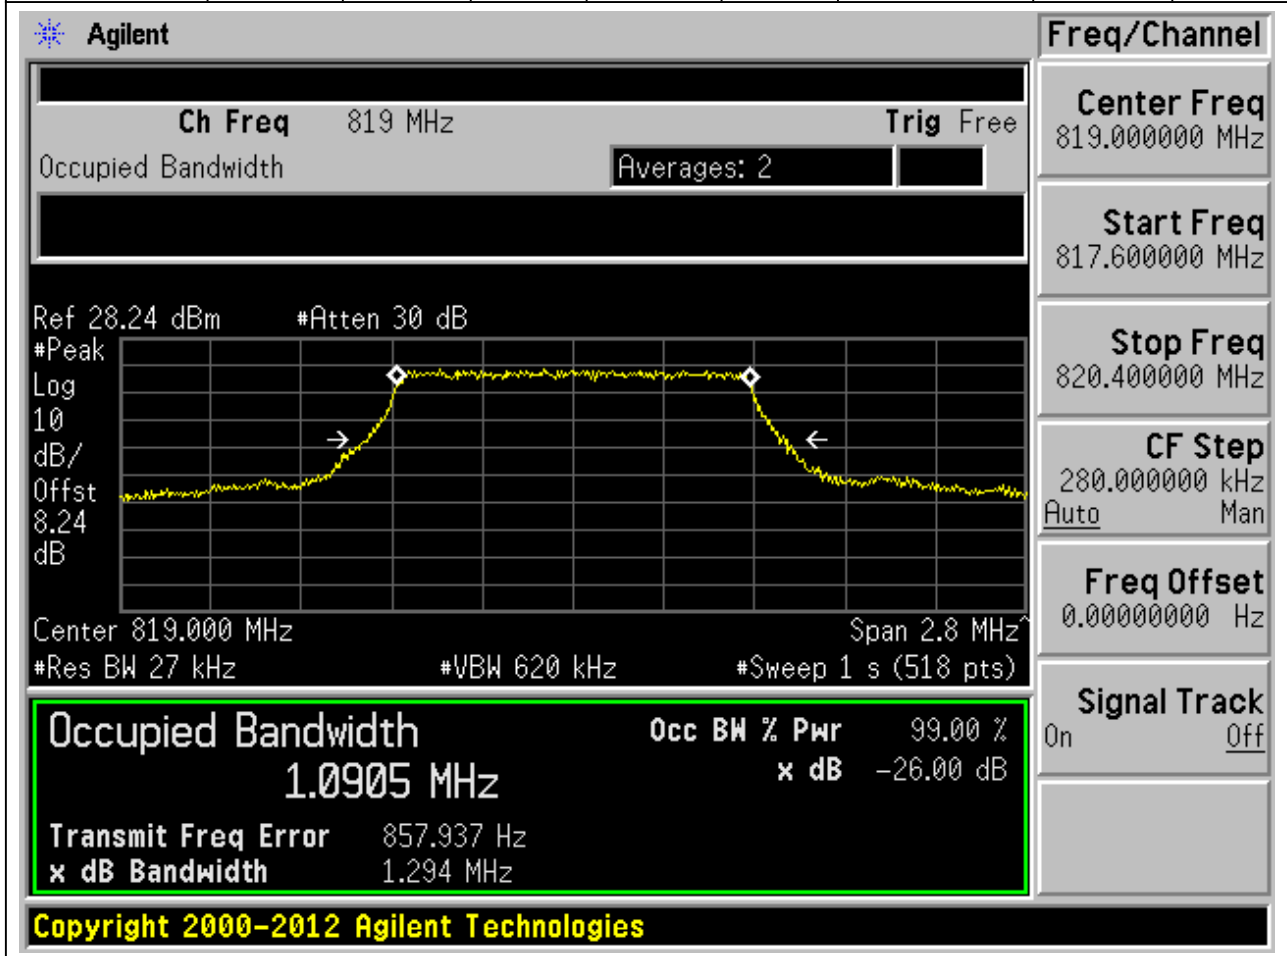 Agilent
Freq/Channel
Ch Freq 819 MHz Trig Free
Occupied Bandwidth Averages: 2
Center Freq
819.000000 MHz
Start Freq
817.600000 MHz
Stop Freq
820.400000 MHz
CF Step
280.000000 kHz
Auto Man
Freq Offset
0.00000000 Hz
Signal Track
On Off
Ref 28.24 dBm #Atten 30 dB
#Peak
Log
10
dB/
Offst
8.24
dB
Center 819.000 MHz Span 2.8 MHz^
#Res BW 27 kHz #VBW 620 kHz #Sweep 1 s (518 pts)
Occupied Bandwidth Occ BW % Pwr 99.00 %
1.0905 MHz x dB -26.00 dB
Transmit Freq Error 857.937 Hz
x dB Bandwidth 1.294 MHz
Copyright 2000-2012 Agilent Technologies